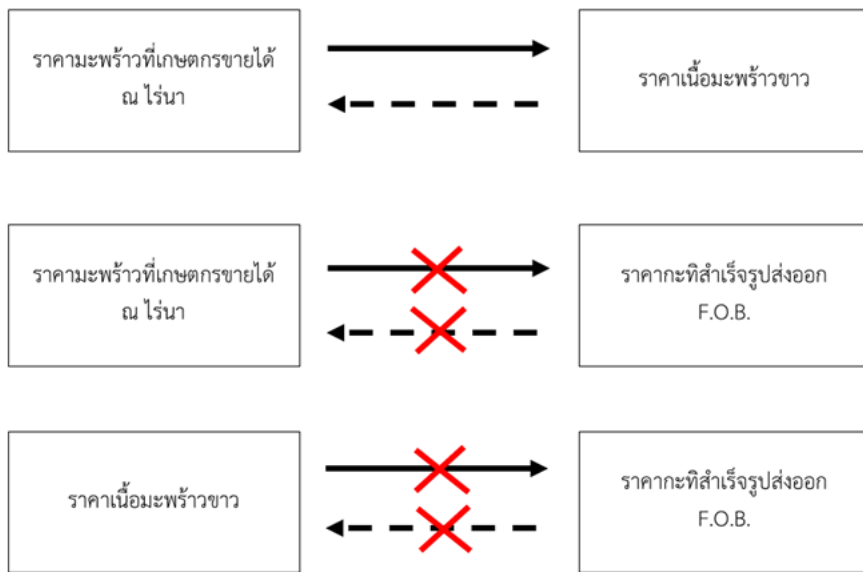 ราคามะพร้าวที่เกษตกรขายได้
ณ ไร่นา
ราคาเนื้อมะพร้าวขาว
ราคามะพร้าวที่เกษตกรขายได้
ณ ไร่นา
ราคากะทิสำเร็จรูปส่งออก
F.O.B.
ราคาเนื้อมะพร้าวขาว
ราคากะทิสำเร็จรูปส่งออก
F.O.B.